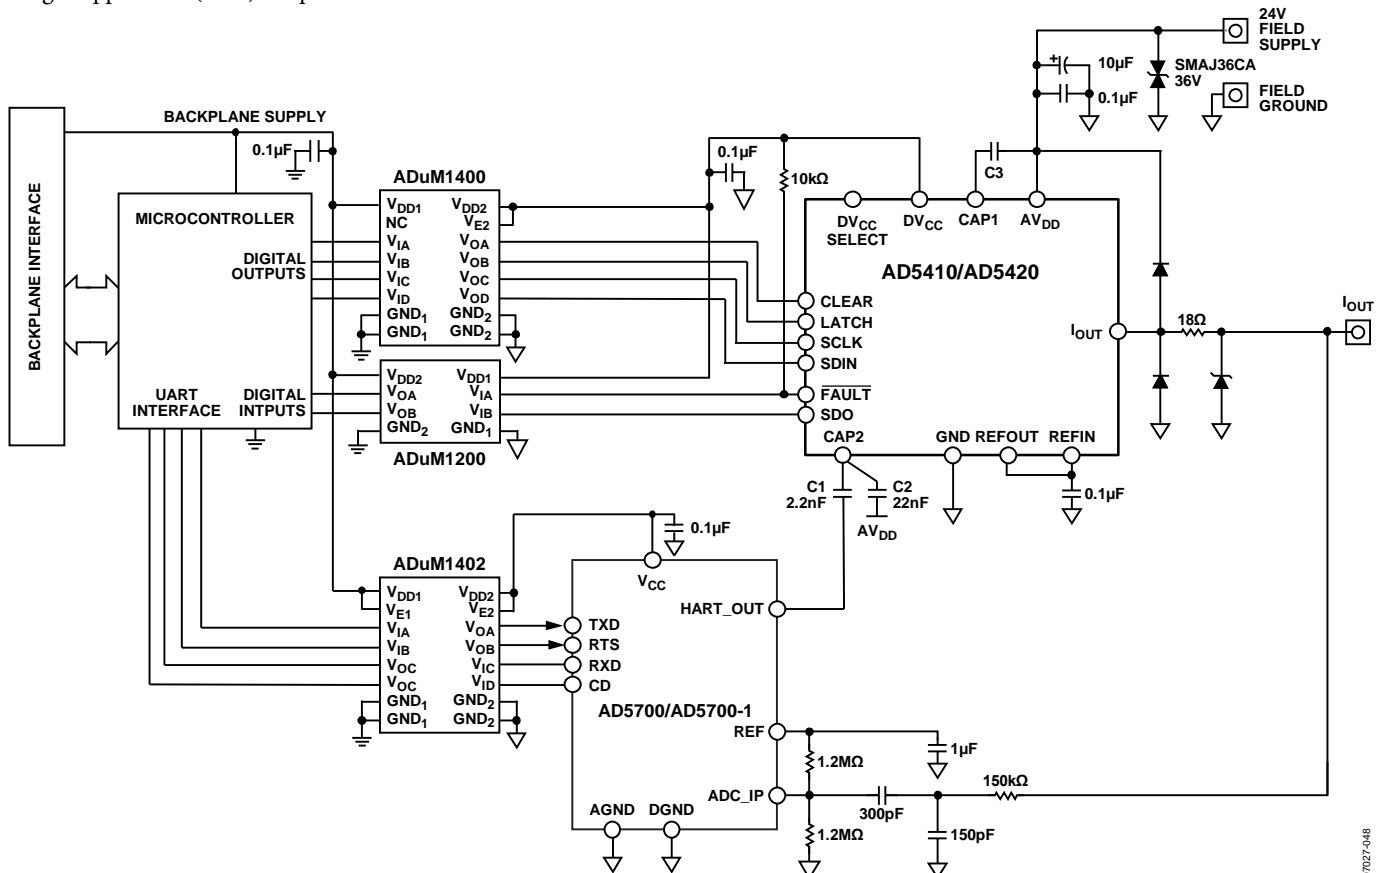 24V
FIELD
SUPPLY
10µF
SMAJ36CA
36V
0.1µF
FIELD
GROUND
BACKPLANE SUPPLY
0.1µF
BACKPLANE INTERFACE
MICROCONTROLLER
DIGITAL
OUTPUTS
UART
INTERFACE
DIGITAL
INTPUTS
ADuM1400
VDD1
NC
VIA
VIB
VIC
VID
GND1
GND1
VDD2
VE2
VOA
VOB
VOC
VOD
GND2
GND2
0.1µF
10kΩ
C3
VDD2
VOA
VOB
GND2
VDD1
VIA
VIB
GND1
ADuM1200
DVCC
SELECT
DVCC
CAP1
AVDD
AD5410/AD5420
CLEAR
LATCH
SCLK
SDIN
FAULT
SDO
IOUT
18Ω
IOUT
CAP2
GND
REFOUT
REFIN
C1
2.2nF
C2
22nF
AVDD
0.1µF
0.1µF
ADuM1402
VDD1
VE1
VIA
VIB
VOC
VOC
GND1
GND1
VDD2
VE2
VOA
VOB
VIC
VID
GND2
GND2
VCC
TXD
RTS
RXD
CD
HART_OUT
AD5700/AD5700-1
REF
ADC_IP
AGND
DGND
1.2MΩ
1µF
150kΩ
300pF
1.2MΩ
150pF